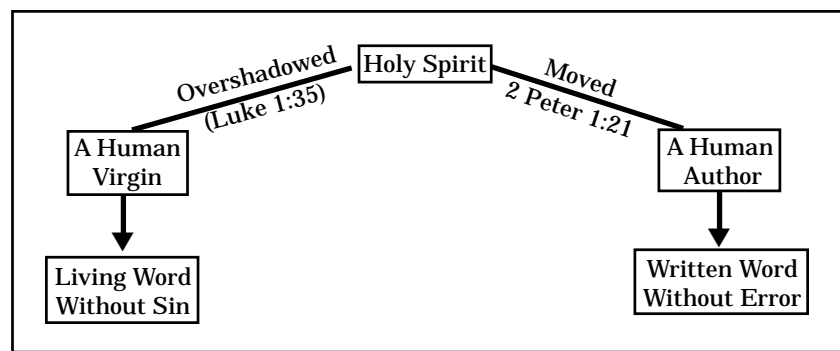 Holy Spirit
Overshadowed
(Luke 1:35)
Moved
2 Peter 1:21
A Human
Virgin
A Human
Author
Living Word
Without Sin
Written Word
Without Error